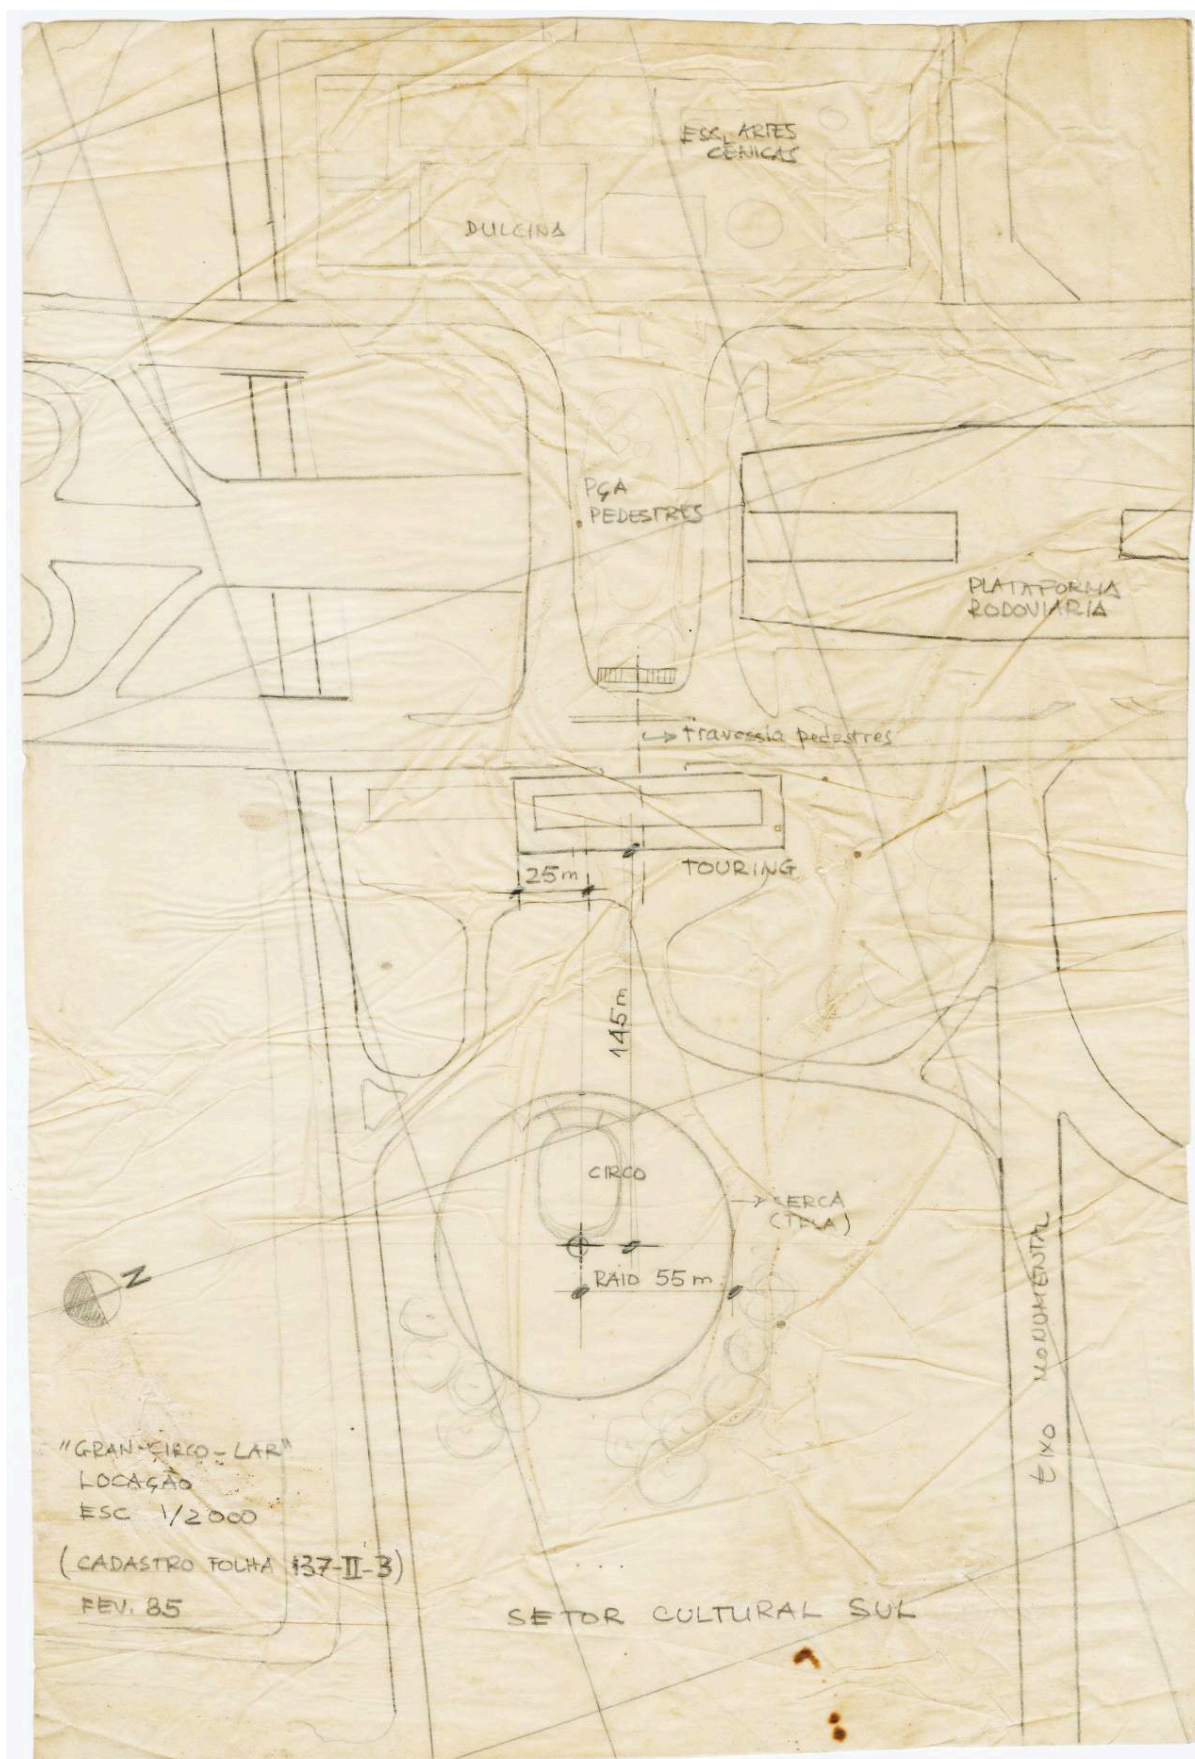 ESC. ARTES
CÊNICAS
DULCINA
PÇA
PEDESTRES
PLATAFORMA
RODOVIARIA
→ travessia pedestres
25m
TOURING
145m
CIRCO
→ CERCA
(TELA)
RAIO 55m
N
EIXO MONUMENTAL
"GRAN-CIRCO-LAR"
LOCAÇÃO
ESC 1/2000
(CADASTRO FOLHA 137-II-3)
FEV. 85
SETOR CULTURAL SUL